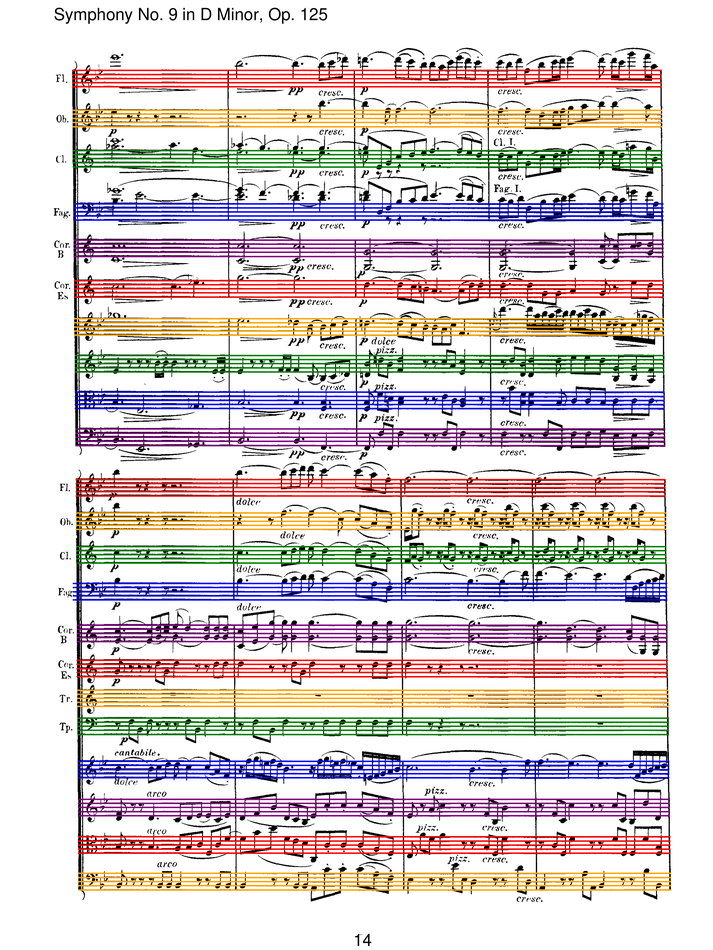 Symphony No. 9 in D Minor, Op. 125
Fl.
pp cresc. p cresc.
Ob.
p cresc. cresc.
Cl.
Cl. I.
pp cresc. p cresc.
Fag.
Fag. I.
pp cresc. cresc.
Cor. B
pp cresc. p
Cor. Es
pp cresc. p cresc.
pp cresc. p dolce cresc.
pizz.
cresc. p
pizz.
cresc.
pp cresc. p pizz.
pp cresc. cresc.
Fl.
p dolce cresc.
Ob.
p dolce cresc.
Cl.
p dolce cresc.
Fag.
p dolce cresc.
Cor. B
p cresc.
Cor. Es
p
Tr.
Tp.
p
cantabile.
dolce cresc.
arco pizz.
cresc.
arco pizz.
arco pizz. cresc.
cresc.
14